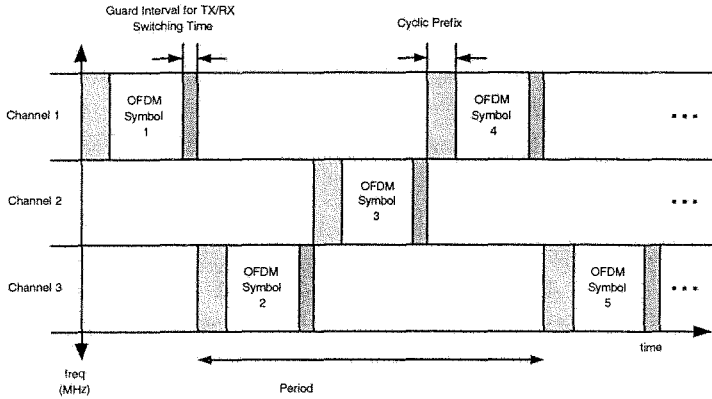 Guard Interval for TX/RX
Switching Time
Cyclic Prefix
Channel 1
OFDM
Symbol
1
OFDM
Symbol
4
...
Channel 2
OFDM
Symbol
3
...
Channel 3
OFDM
Symbol
2
OFDM
Symbol
5
...
time
freq
(MHz)
Period